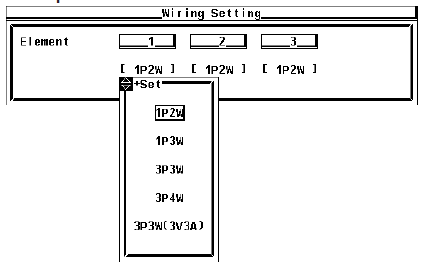 Wiring Setting
Element 1 2 3
[ 1P2W ] [ 1P2W ] [ 1P2W ]
+Set
1P2W
1P3W
3P3W
3P4W
3P3W(3V3A)